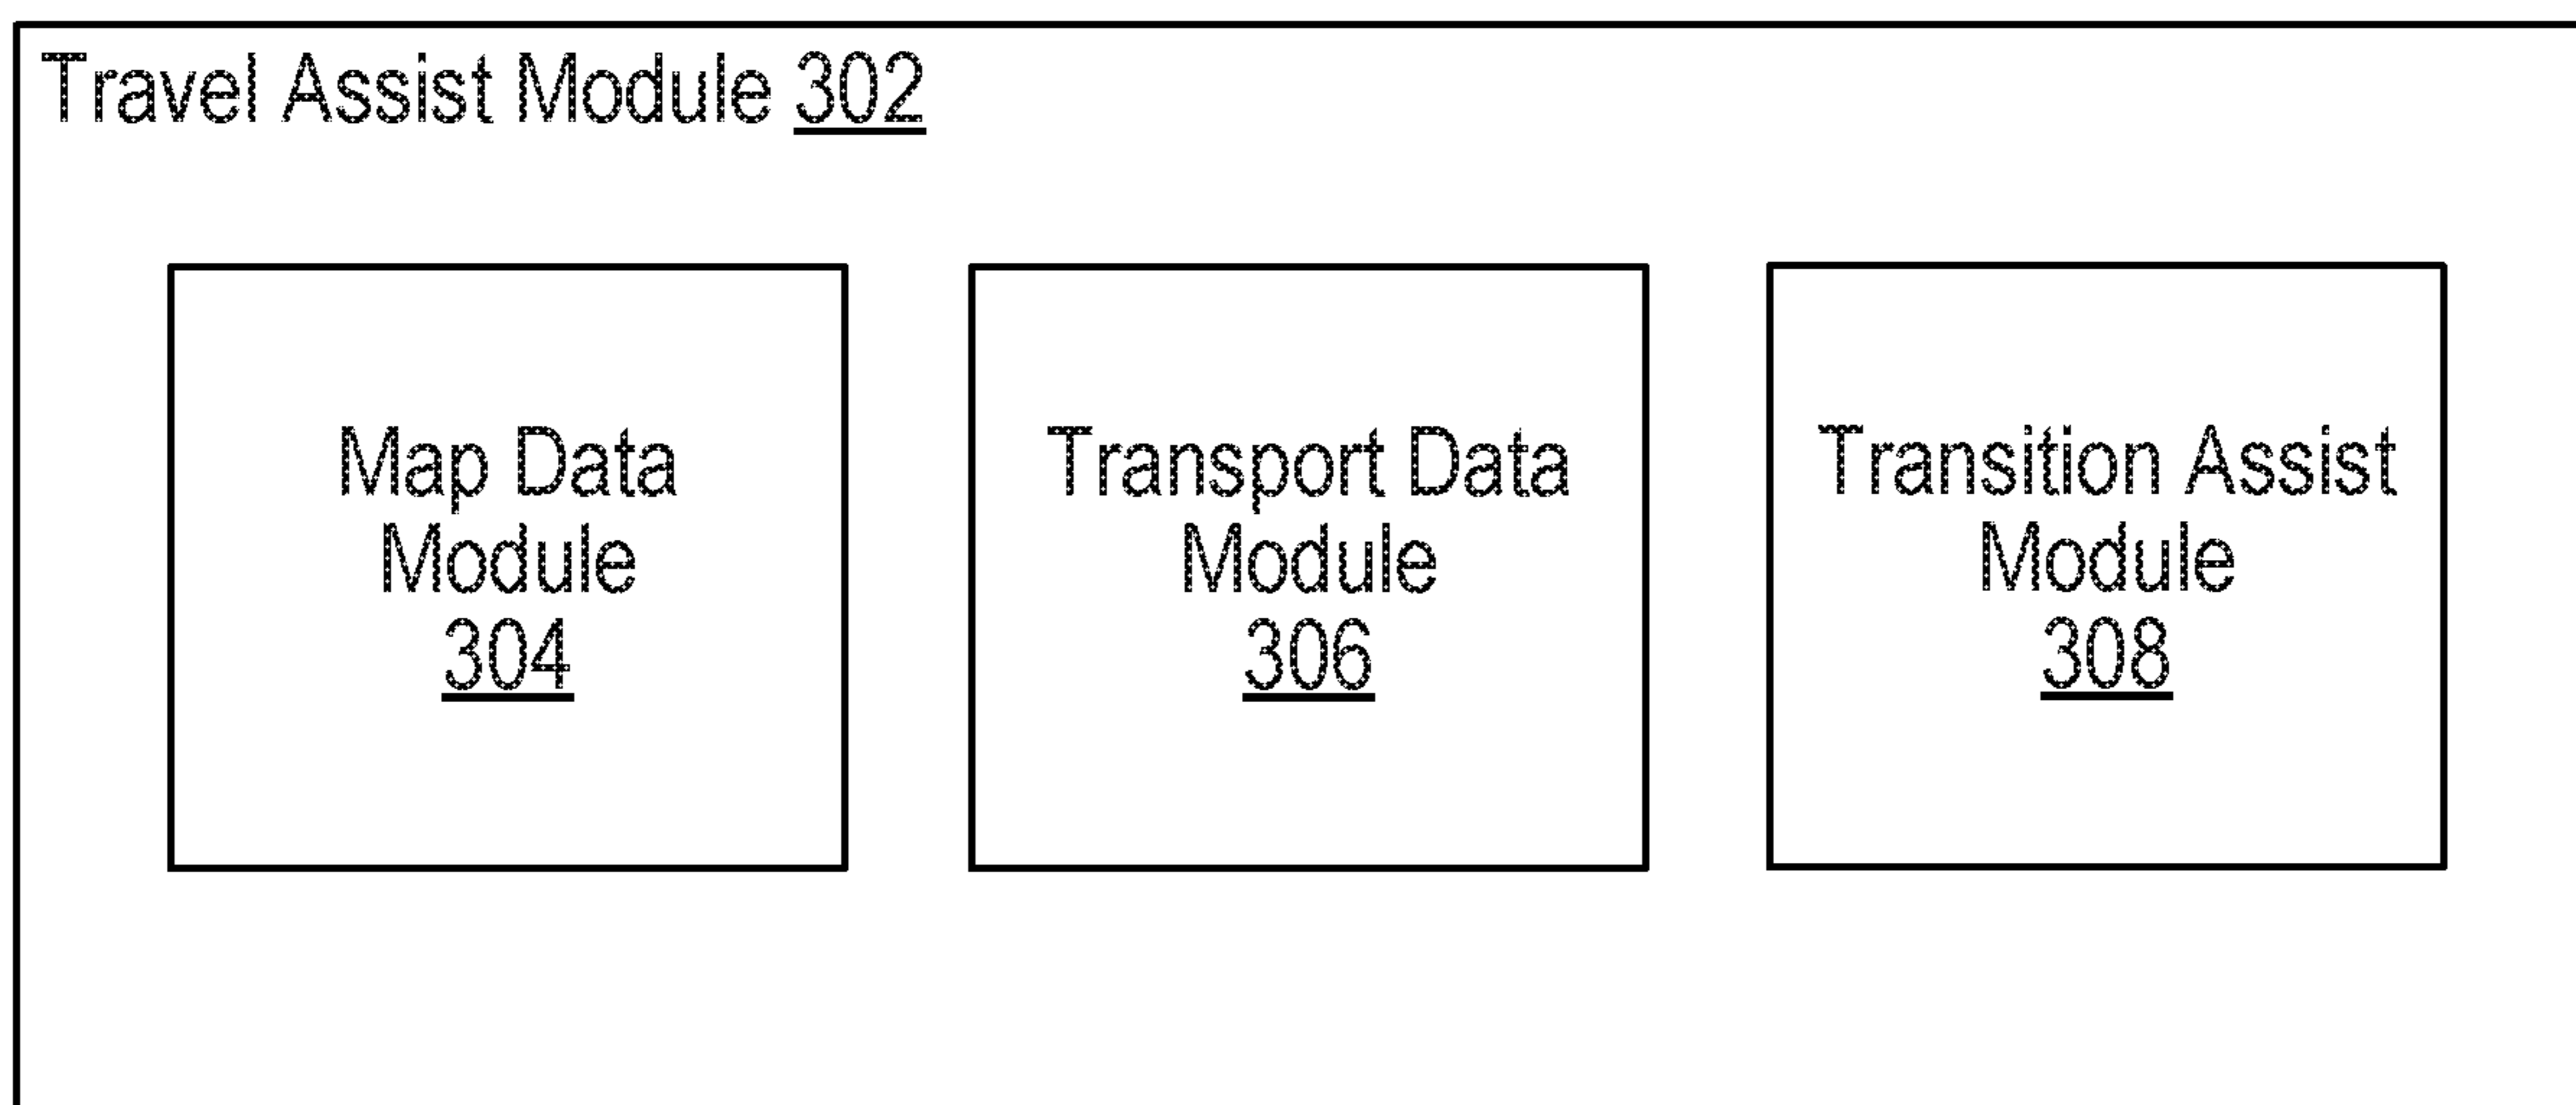 Travel Assist Module 302
Map Data
Module
304
Transport Data
Module
306
Transition Assist
Module
308